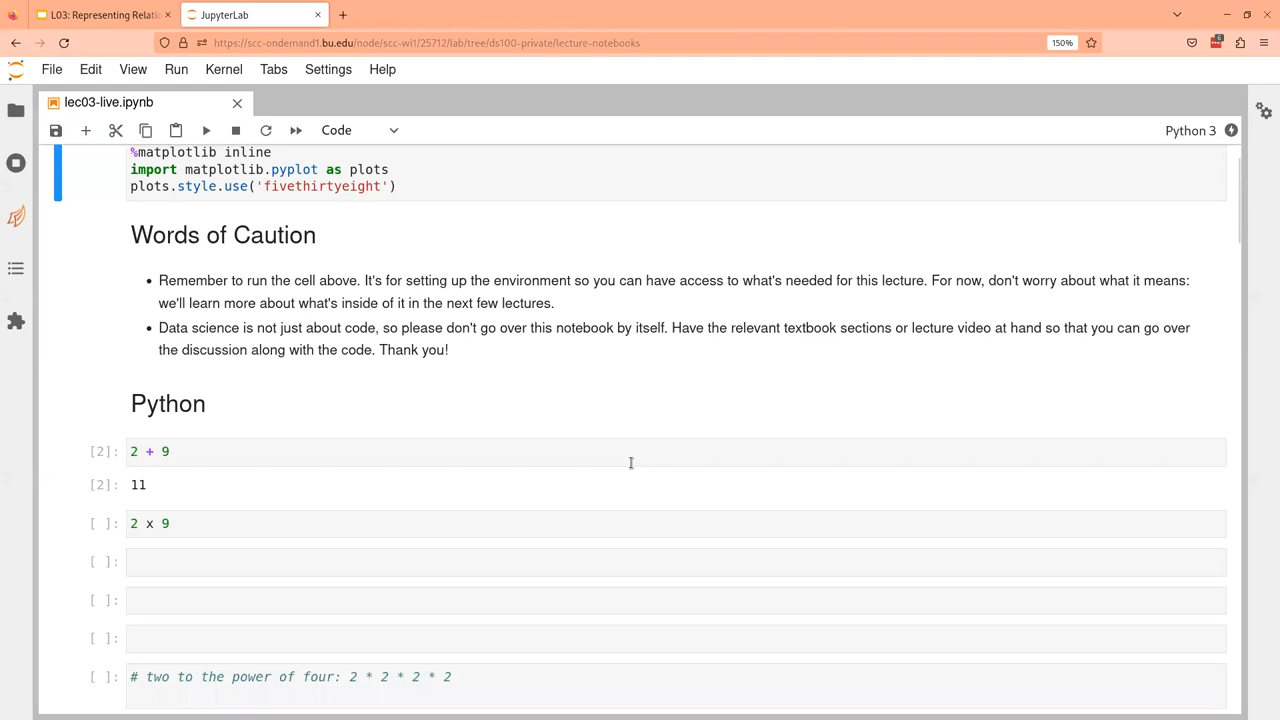 L03: Representing Relati
JupyterLab
https://scc-ondemand1.bu.edu/node/scc-wi1/25712/lab/tree/ds100-private/lecture-notebooks
150%
6
File Edit View Run Kernel Tabs Settings Help
lec03-live.ipynb
Code
Python 3
%matplotlib inline
import matplotlib.pyplot as plots
plots.style.use('fivethirtyeight')
Words of Caution
• Remember to run the cell above. It's for setting up the environment so you can have access to what's needed for this lecture. For now, don't worry about what it means:
we'll learn more about what's inside of it in the next few lectures.
• Data science is not just about code, so please don't go over this notebook by itself. Have the relevant textbook sections or lecture video at hand so that you can go over
the discussion along with the code. Thank you!
Python
[2]: 2 + 9
[2]: 11
[ ]: 2 x 9
[ ]:
[ ]:
[ ]:
[ ]: # two to the power of four: 2 * 2 * 2 * 2